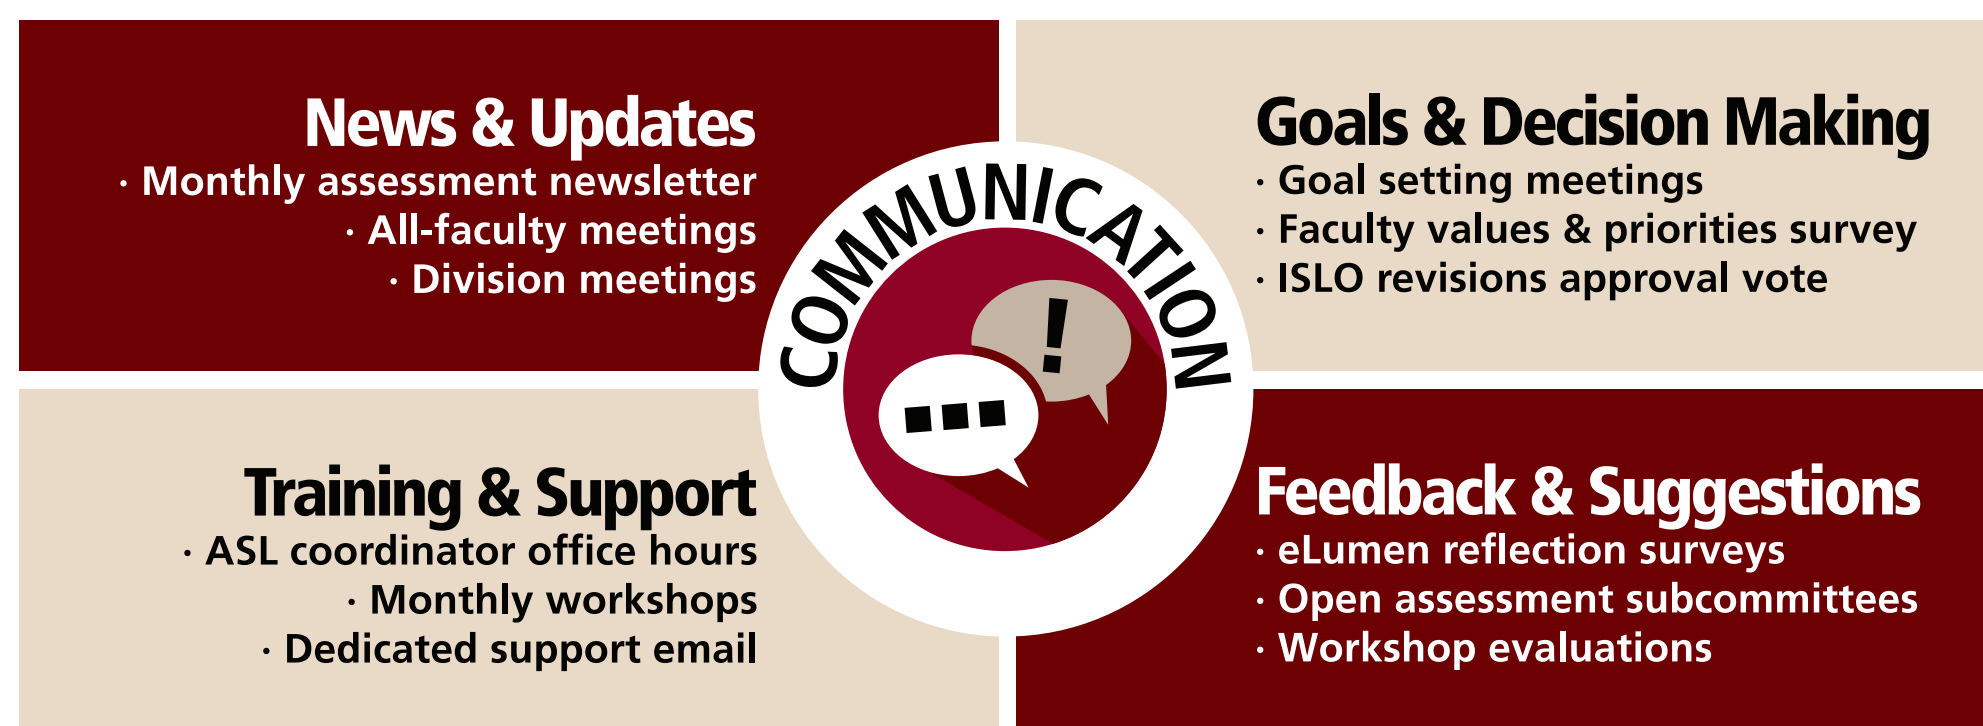 News & Updates
· Monthly assessment newsletter
· All-faculty meetings
· Division meetings
Goals & Decision Making
· Goal setting meetings
· Faculty values & priorities survey
· ISLO revisions approval vote
COMMUNICATION
!
Training & Support
· ASL coordinator office hours
· Monthly workshops
· Dedicated support email
Feedback & Suggestions
· eLumen reflection surveys
· Open assessment subcommittees
· Workshop evaluations